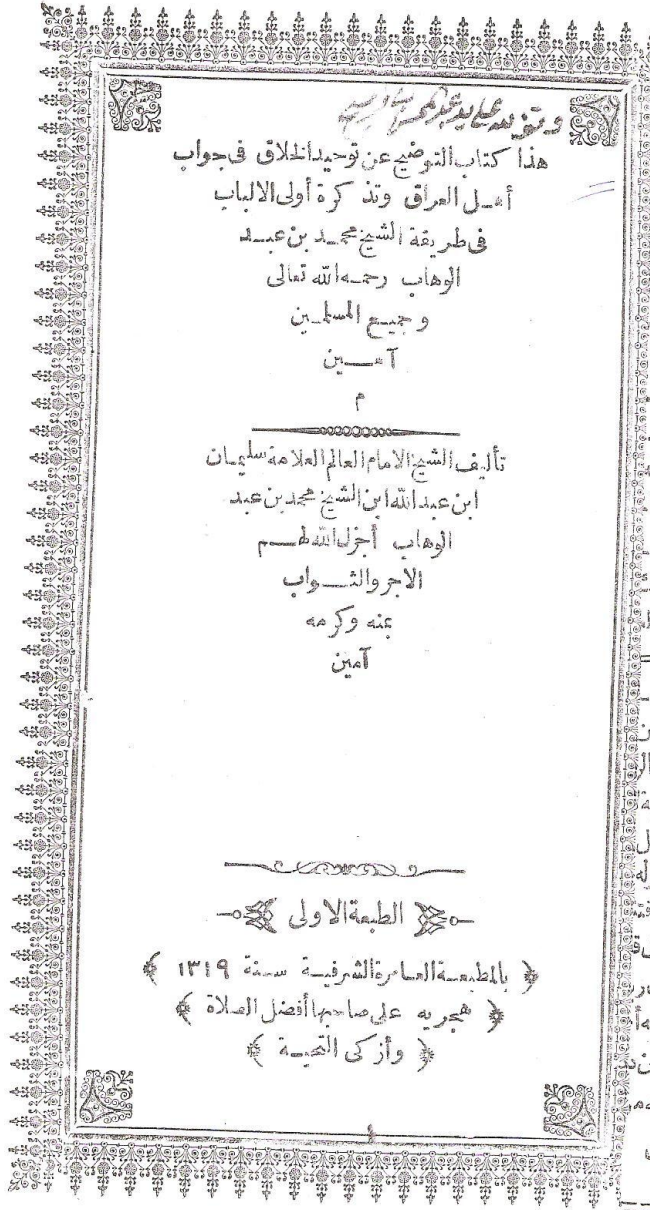 هذا كتاب التوضيح عن توحيد الخلاق فى جواب
أهل العراق وتذكرة أولى الالباب
فى طريقة الشيخ محمد بن عبد
الوهاب رحمه الله تعالى
وجميع المسلمين
آمين
م
تأليف الشيخ الامام العالم العلامة سليمان
ابن عبد الله ابن الشيخ محمد بن عبد
الوهاب أجزل الله لهم
الاجر والثواب
بمنه وكرمه
آمين
الطبعة الاولى
﴿ بالمطبعة العامرة الشرفية سنة ١٣١٩ ﴾
﴿ هجريه على صاحبها أفضل الصلاة ﴾
﴿ وأزكى التحية ﴾